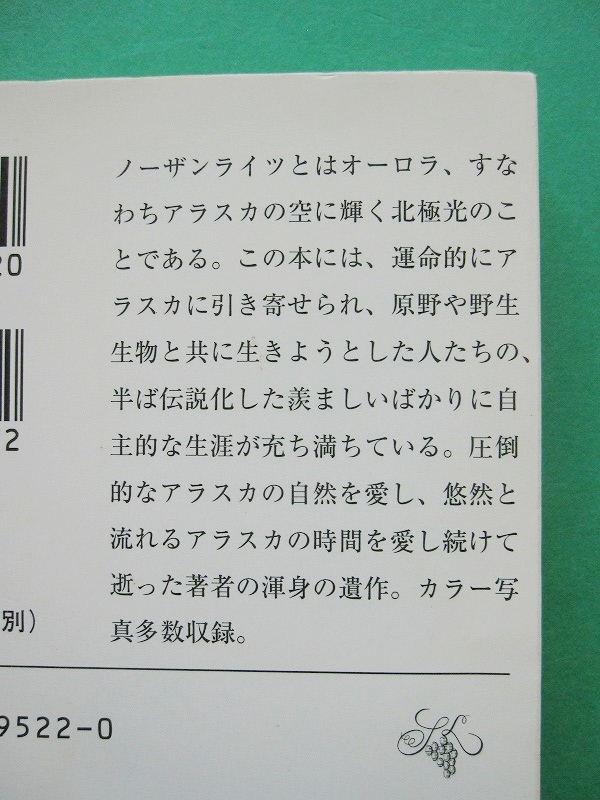 ノーザンライツとはオーロラ、すな
わちアラスカの空に輝く北極光のこ
とである。この本には、運命的にア
ラスカに引き寄せられ、原野や野生
生物と共に生きようとした人たちの、
半ば伝説化した羨ましいばかりに自
主的な生涯が充ち満ちている。圧倒
的なアラスカの自然を愛し、悠然と
流れるアラスカの時間を愛し続けて
逝った著者の渾身の遺作。カラー写
真多数収録。
20
2
別)
9522-0